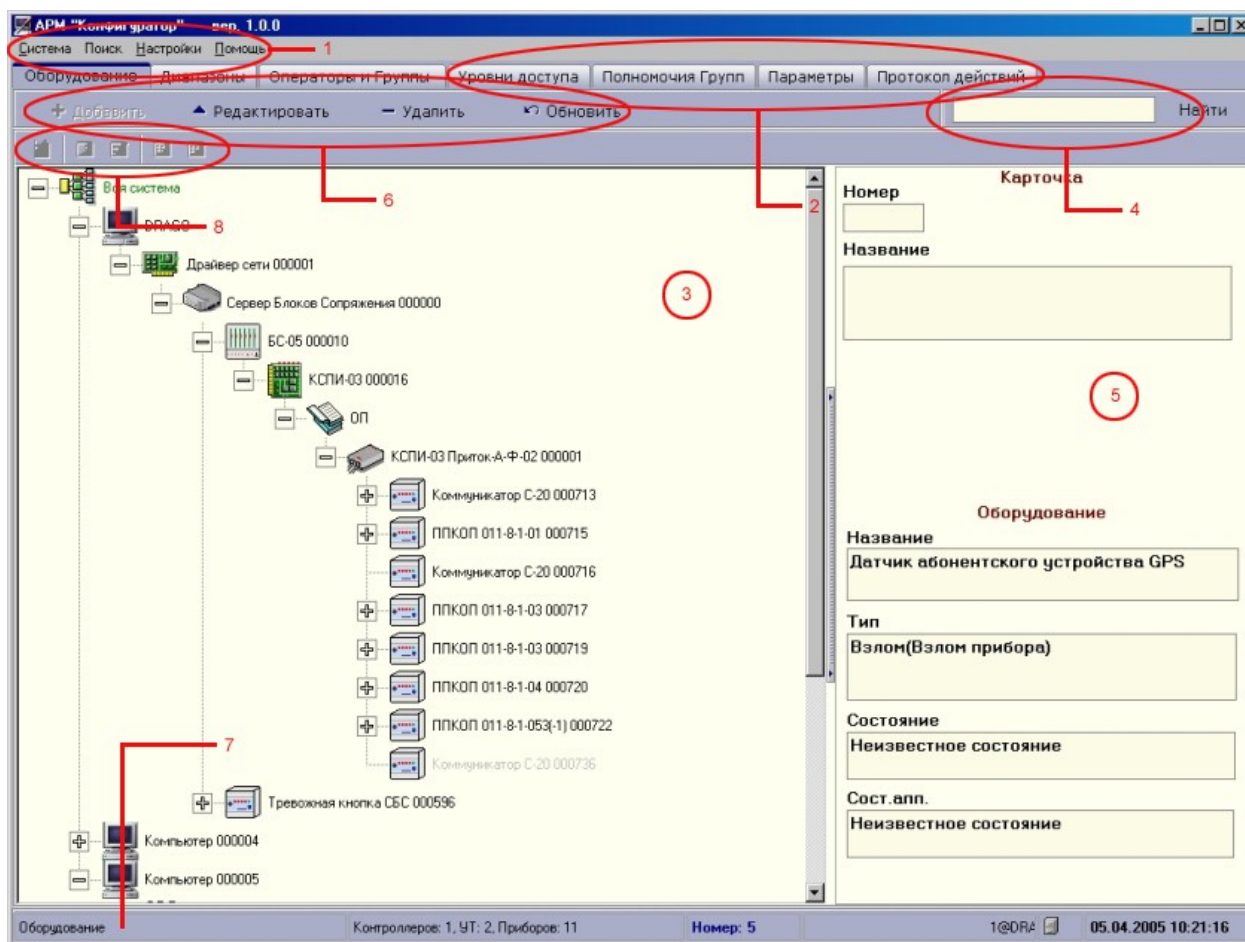 АРМ "Конфигуратор" вер. 1.0.0
Система Поиск Настройки Помощь 1
Оборудование Диапазоны Операторы и Группы Уровни доступа Полномочия Групп Параметры Протокол действий
Добавить Редактировать Удалить Обновить Найти
Вся система
6
2
4
DRAGO
8
Драйвер сети 000001
Сервер Блоков Сопряжения 000000
3
БС-05 000010
КСПИ-03 000016
ОП
КСПИ-03 Приток-А-Ф-02 000001
Коммуникатор С-20 000713
ППКОП 011-8-1-01 000715
Коммуникатор С-20 000716
ППКОП 011-8-1-03 000717
ППКОП 011-8-1-03 000719
ППКОП 011-8-1-04 000720
ППКОП 011-8-1-053(-1) 000722
7
Коммуникатор С-20 000736
Тревожная кнопка СБС 000596
Компьютер 000004
Компьютер 000005
Карточка
Номер
Название
5
Оборудование
Название
Датчик абонентского устройства GPS
Тип
Взлом(Взлом прибора)
Состояние
Неизвестное состояние
Сост.апп.
Неизвестное состояние
Оборудование Контроллеров: 1, УТ: 2, Приборов: 11 Номер: 5 1@DRA 05.04.2005 10:21:16